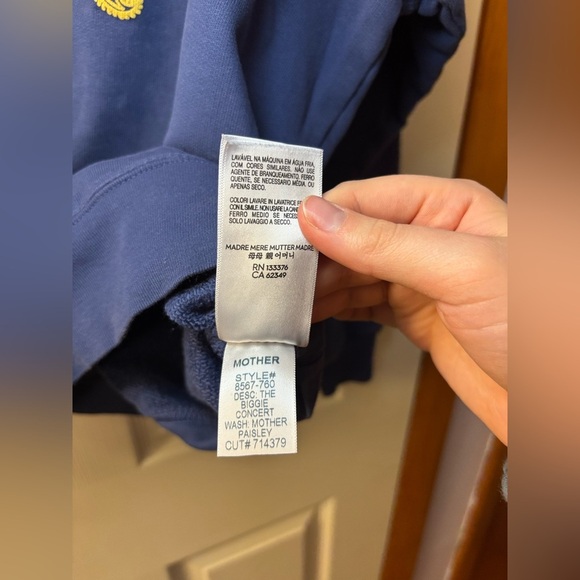 LAVÁVEL NA MÁQUINA EM ÁGUA FRIA,
COM CORES SIMILARES, NÃO USE
AGENTE DE BRANQUEAMENTO, FERRO
QUENTE, SE NECESSÁRIO MÉDIA. OU
APENAS SECO.
COLORI LAVARE IN LAVATRICE
CON IL SIMILE. NON USARE LA
FERRO MEDIO SE
SOLO LAVAGGIO A SECCO.
MADRE MERE MUTTER MADRE
母母 親 어머니
RN 133376
CA 62349
MOTHER
STYLE#
8567-760
DESC: THE
BIGGIE
CONCERT
WASH: MOTHER
PAISLEY
CUT# 714379